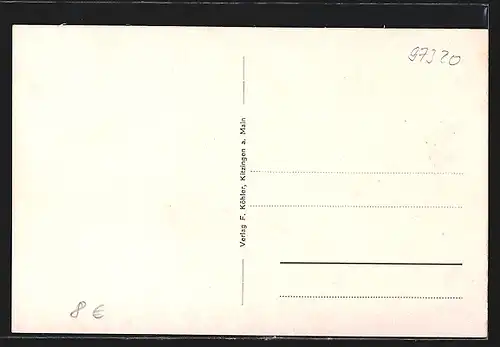 97320
Verlag F. Köhler, Kitzingen a. Main
8 €